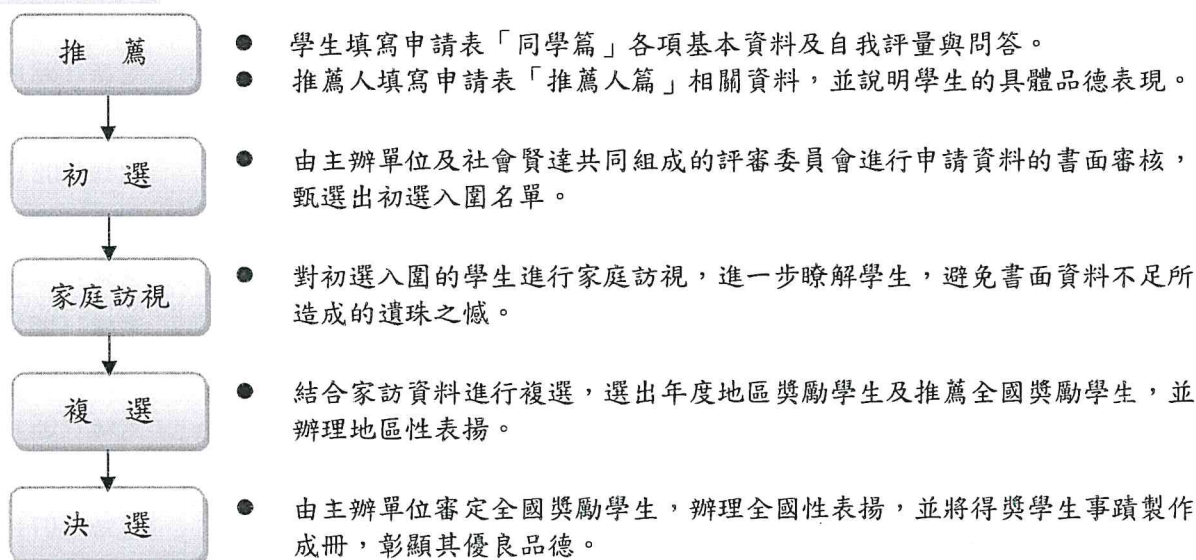 推 薦
● 學生填寫申請表「同學篇」各項基本資料及自我評量與問答。
● 推薦人填寫申請表「推薦人篇」相關資料，並說明學生的具體品德表現。
初 選
● 由主辦單位及社會賢達共同組成的評審委員會進行申請資料的書面審核，
甄選出初選入圍名單。
家庭訪視
● 對初選入圍的學生進行家庭訪視，進一步瞭解學生，避免書面資料不足所
造成的遺珠之憾。
複 選
● 結合家訪資料進行複選，選出年度地區獎勵學生及推薦全國獎勵學生，並
辦理地區性表揚。
決 選
● 由主辦單位審定全國獎勵學生，辦理全國性表揚，並將得獎學生事蹟製作
成冊，彰顯其優良品德。